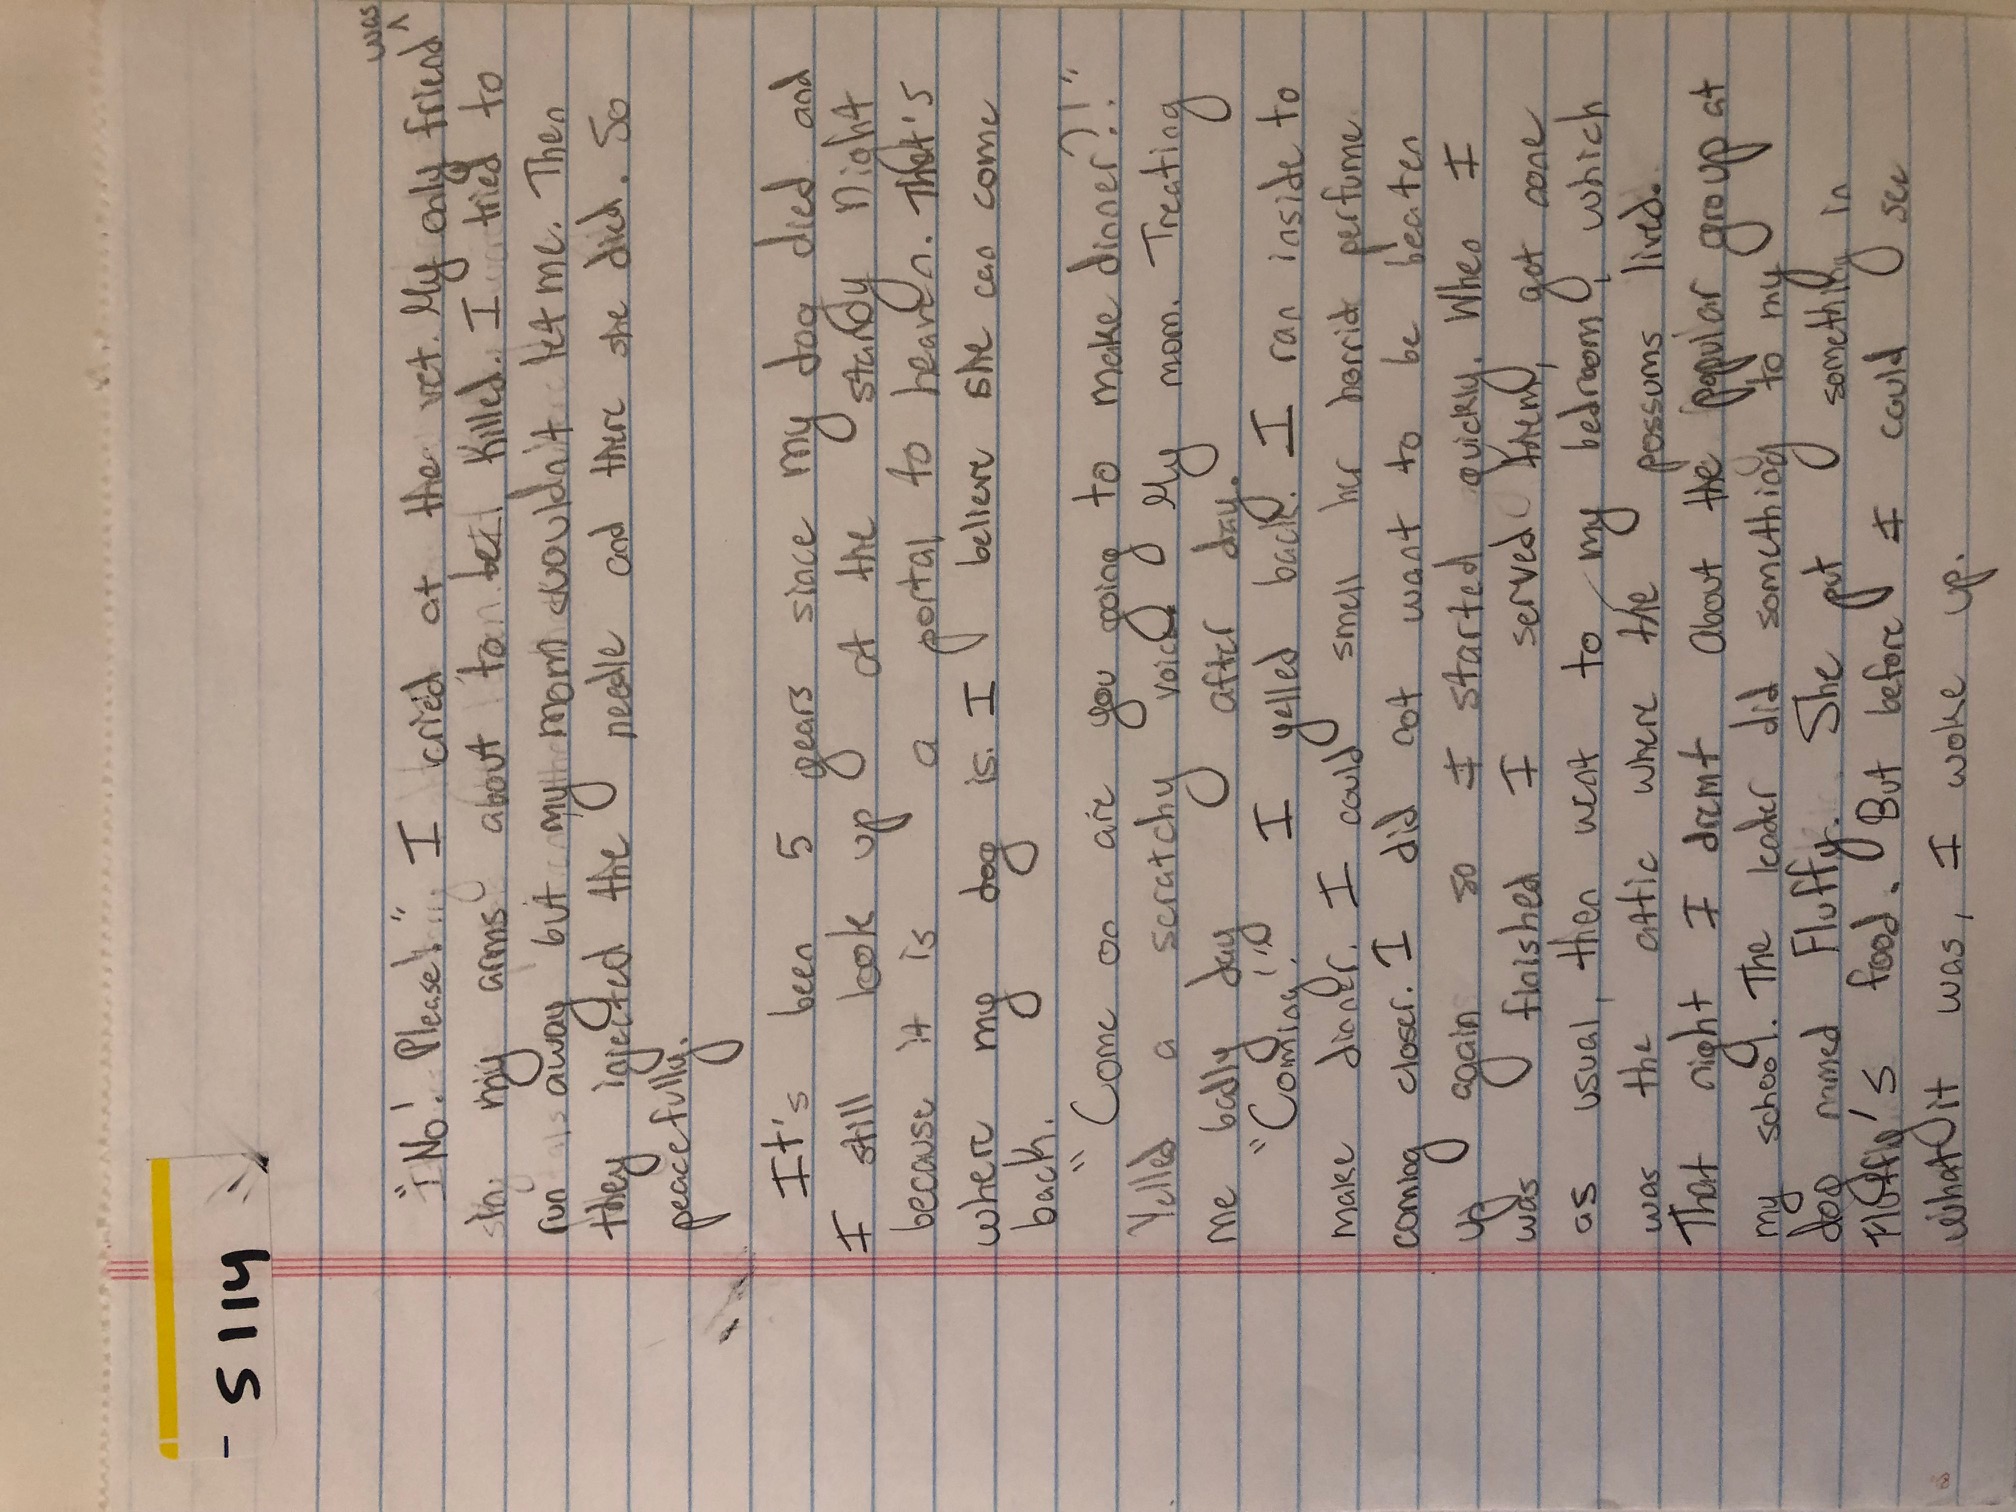 - 5114
was
"No! Please!" I cried at the vet. My only friend ^
in my arms about to be killed. I tried to
run away but my mom wouldn't let me. Then
they injected the needle and there she died. So
peacefully.
It's been 5 years since my dog died and
I still look up at the starry night
because it is a portal to heaven. That's
where my dog is. I believe she can come
back.
"Come on are you going to make dinner?!"
Yelled a scratchy voice. My mom. Treating
me badly day after day.
"Coming!" I yelled back. I ran inside to
make dinner. I could smell her horrid perfume
coming closer. I did not want to be beaten
up again so I started quickly. When I
was finished I served them, got none
as usual, then went to my bedroom, which
was the attic where the possums lived.
That night I dremt about the popular group at
my school. The leader did something to my
dog named Fluffy. She put something in
Fluffy's food. But before I could see
what it was, I woke up.